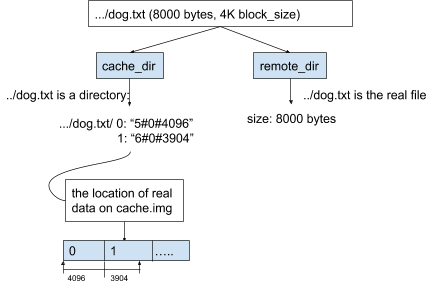 .../dog.txt (8000 bytes, 4K block_size)
cache_dir
remote_dir
../dog.txt is a directory:
../dog.txt is the real file
.../dog.txt/ 0: “5#0#4096”
1: “6#0#3904”
size: 8000 bytes
the location of real
data on cache.img
0
1
.....
4096
3904